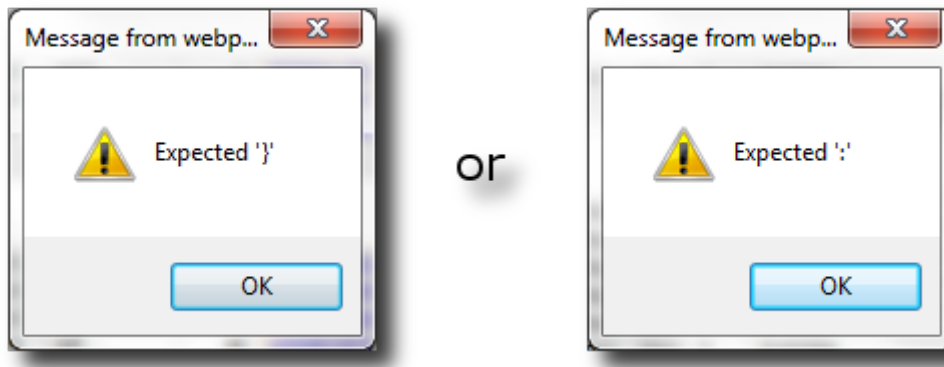 Message from webp...
Expected '}'
OK
or
Message from webp...
Expected ':'
OK